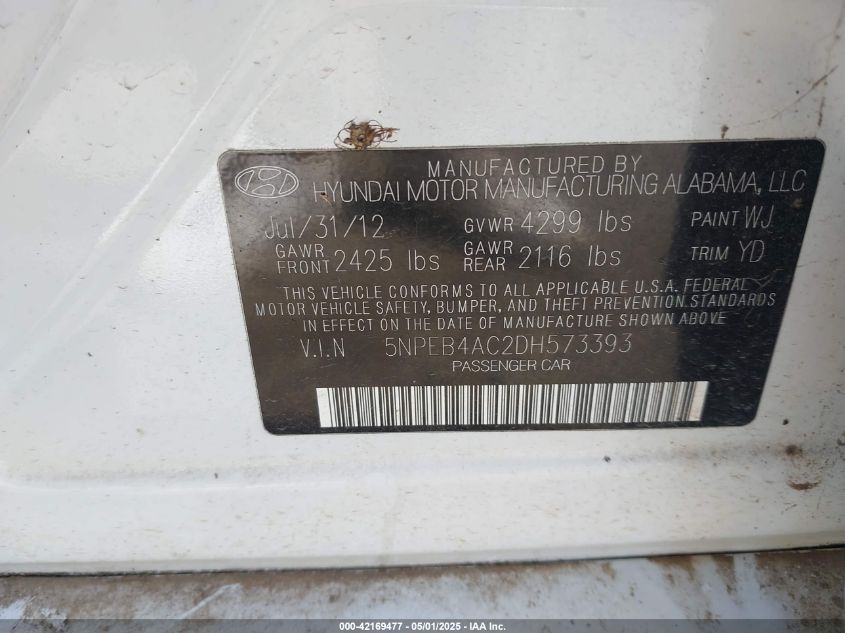 MANUFACTURED BY
HYUNDAI MOTOR MANUFACTURING ALABAMA, LLC
Jul/31/12 GVWR 4299 lbs PAINT WJ
GAWR FRONT 2425 lbs GAWR REAR 2116 lbs TRIM YD
THIS VEHICLE CONFORMS TO ALL APPLICABLE U.S.A. FEDERAL
MOTOR VEHICLE SAFETY, BUMPER, AND THEFT PREVENTION STANDARDS
IN EFFECT ON THE DATE OF MANUFACTURE SHOWN ABOVE.
V.I.N 5NPEB4AC2DH573393
PASSENGER CAR
000-42169477 - 05/01/2025 - IAA Inc.